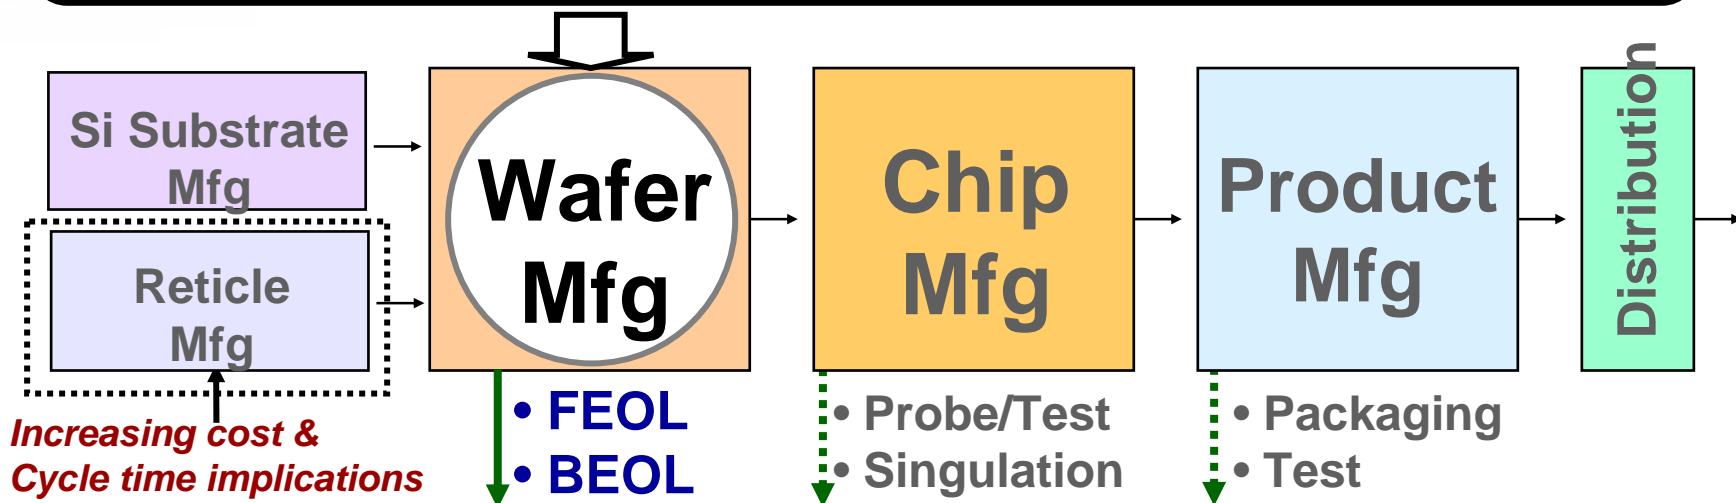 Si Substrate
Mfg
Reticle
Mfg
Increasing cost &
Cycle time implications
Wafer
Mfg
• FEOL
• BEOL
Chip
Mfg
• Probe/Test
• Singulation
Product
Mfg
• Packaging
• Test
Distribution